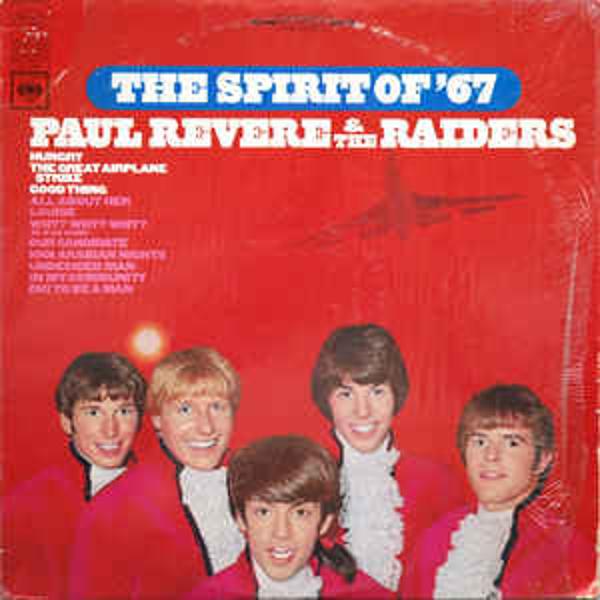 THE SPIRIT OF '67
PAUL REVERE & THE RAIDERS
HUNGRY
THE GREAT AIRPLANE
STRIKE
GOOD THING
ALL ABOUT HER
LOUISE
WHY? WHY? WHY?
OUR CANDIDATE
1001 ARABIAN NIGHTS
UNDECIDED MAN
IN MY COMMUNITY
OH! TO BE A MAN